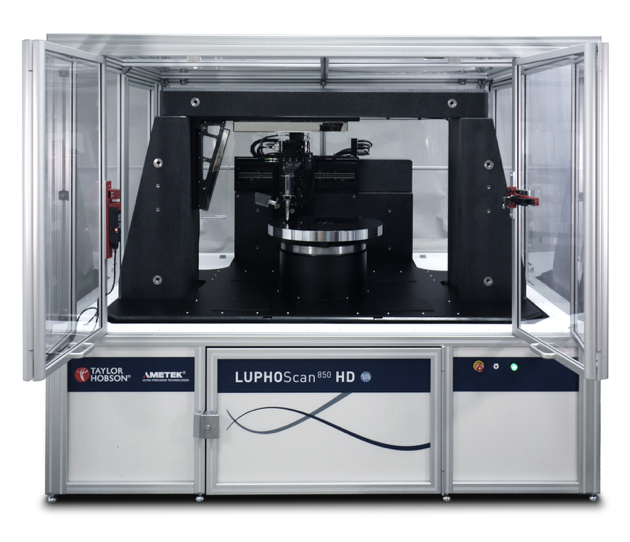 TAYLOR
HOBSON®
AMETEK®
ULTRA PRECISION TECHNOLOGIES
LUPHOScan 850 HD